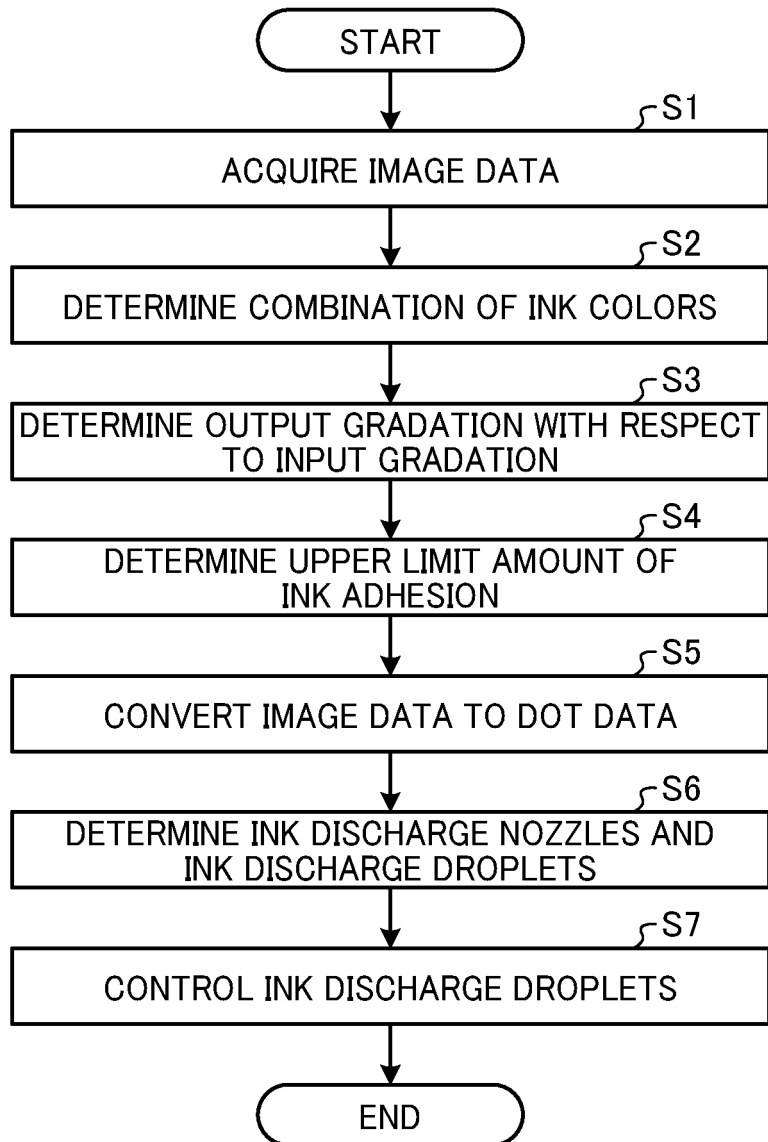 START
S1
ACQUIRE IMAGE DATA
S2
DETERMINE COMBINATION OF INK COLORS
S3
DETERMINE OUTPUT GRADATION WITH RESPECT
TO INPUT GRADATION
S4
DETERMINE UPPER LIMIT AMOUNT OF
INK ADHESION
S5
CONVERT IMAGE DATA TO DOT DATA
S6
DETERMINE INK DISCHARGE NOZZLES AND
INK DISCHARGE DROPLETS
S7
CONTROL INK DISCHARGE DROPLETS
END